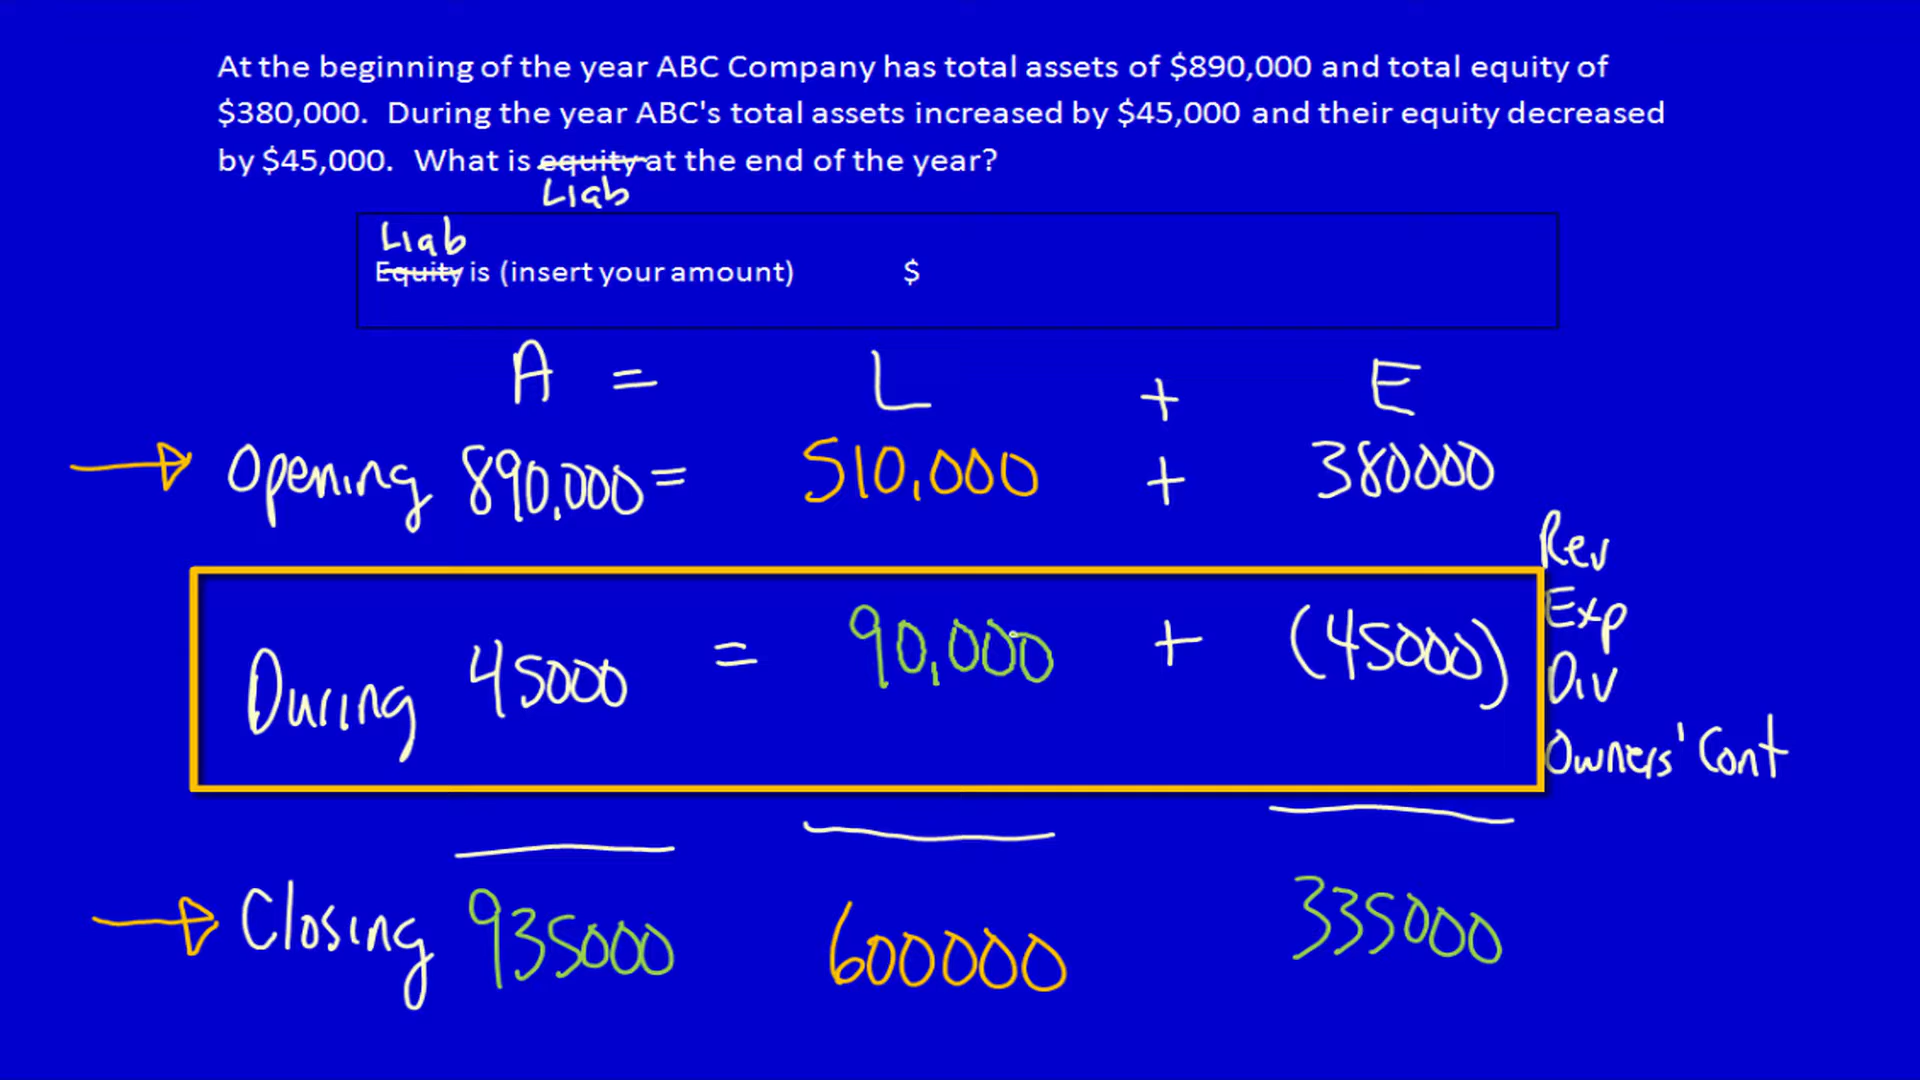 At the beginning of the year ABC Company has total assets of $890,000 and total equity of
$380,000. During the year ABC's total assets increased by $45,000 and their equity decreased
by $45,000. What is equity at the end of the year?
Liab
Liab
Equity is (insert your amount) $
A = L + E
Opening 890,000 = 510,000 + 380000
Rev
Exp
During 45000 = 90,000 + (45000)
Div
Owners' Cont
Closing 935000 600000 335000